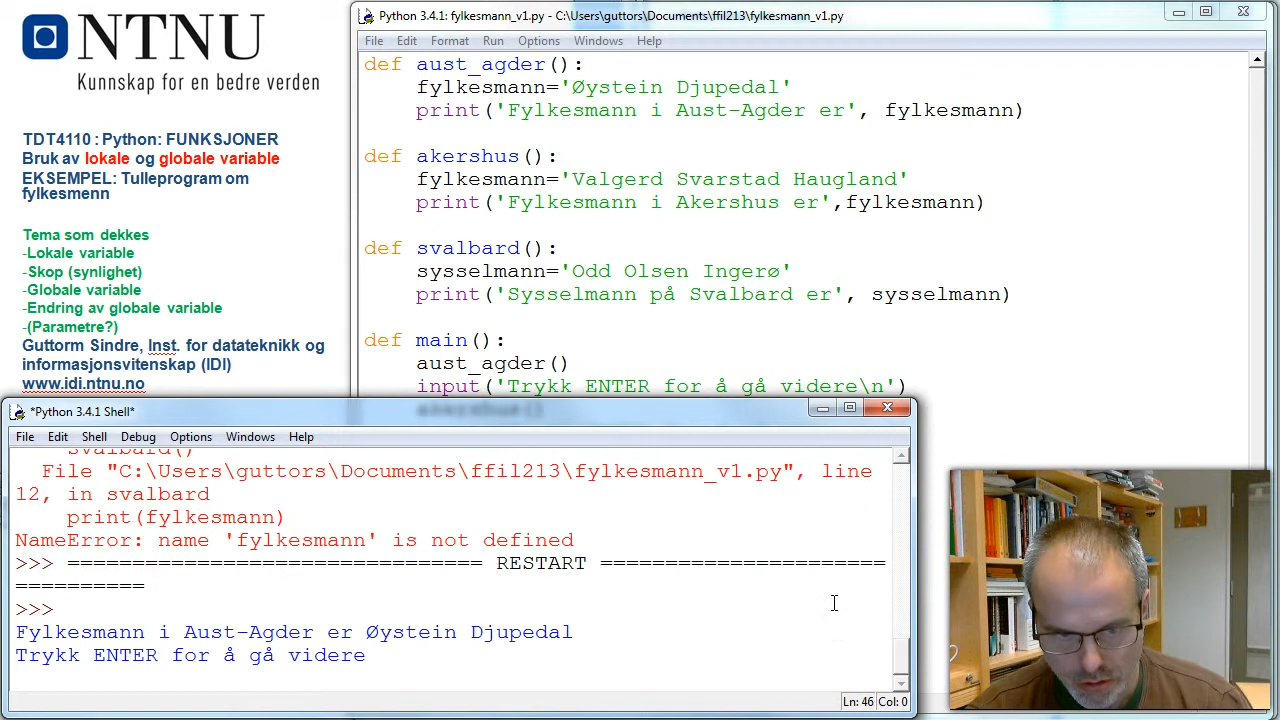 NTNU
Kunnskap for en bedre verden
TDT4110 : Python: FUNKSJONER
Bruk av lokale og globale variable
EKSEMPEL: Tulleprogram om
fylkesmenn
Tema som dekkes
-Lokale variable
-Skop (synlighet)
-Globale variable
-Endring av globale variable
-(Parametre?)
Guttorm Sindre, Inst. for datateknikk og
informasjonsvitenskap (IDI)
www.idi.ntnu.no
Python 3.4.1: fylkesmann_v1.py - C:\Users\guttors\Documents\ffil213\fylkesmann_v1.py
File Edit Format Run Options Windows Help
def aust_agder():
fylkesmann='Øystein Djupedal'
print('Fylkesmann i Aust-Agder er', fylkesmann)
def akershus():
fylkesmann='Valgerd Svarstad Haugland'
print('Fylkesmann i Akershus er',fylkesmann)
def svalbard():
sysselmann='Odd Olsen Ingerø'
print('Sysselmann på Svalbard er', sysselmann)
def main():
aust_agder()
input('Trykk ENTER for å gå videre\n')
akershus()
*Python 3.4.1 Shell*
File Edit Shell Debug Options Windows Help
svalbard()
File "C:\Users\guttors\Documents\ffil213\fylkesmann_v1.py", line
12, in svalbard
print(fylkesmann)
NameError: name 'fylkesmann' is not defined
>>> ================================ RESTART ======================
==========
>>>
Fylkesmann i Aust-Agder er Øystein Djupedal
Trykk ENTER for å gå videre
Ln: 46 Col: 0